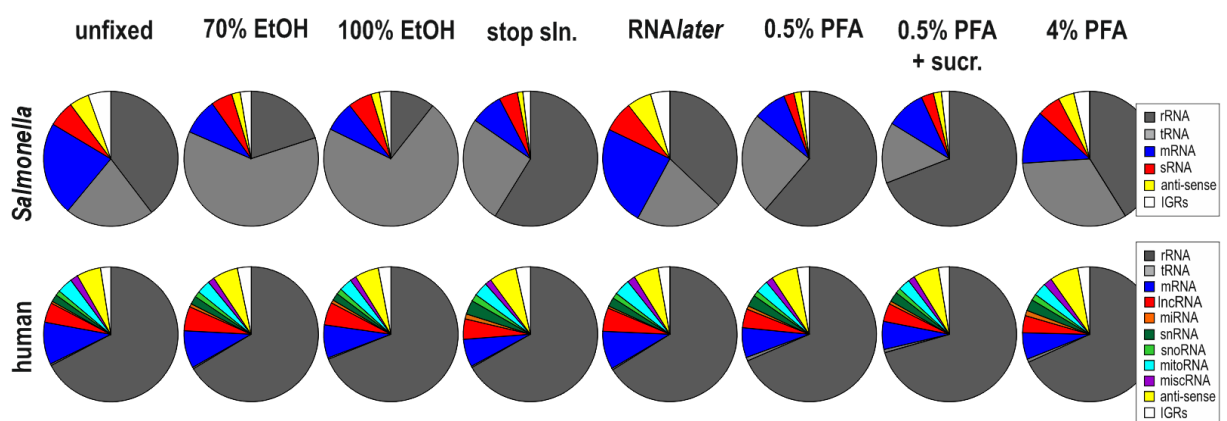 unfixed
70% EtOH
100% EtOH
stop sln.
RNAlater
0.5% PFA
0.5% PFA
+ sucr.
4% PFA
Salmonella
rRNA
tRNA
mRNA
sRNA
anti-sense
IGRs
human
rRNA
tRNA
mRNA
lncRNA
miRNA
snRNA
snoRNA
mitoRNA
miscRNA
anti-sense
IGRs